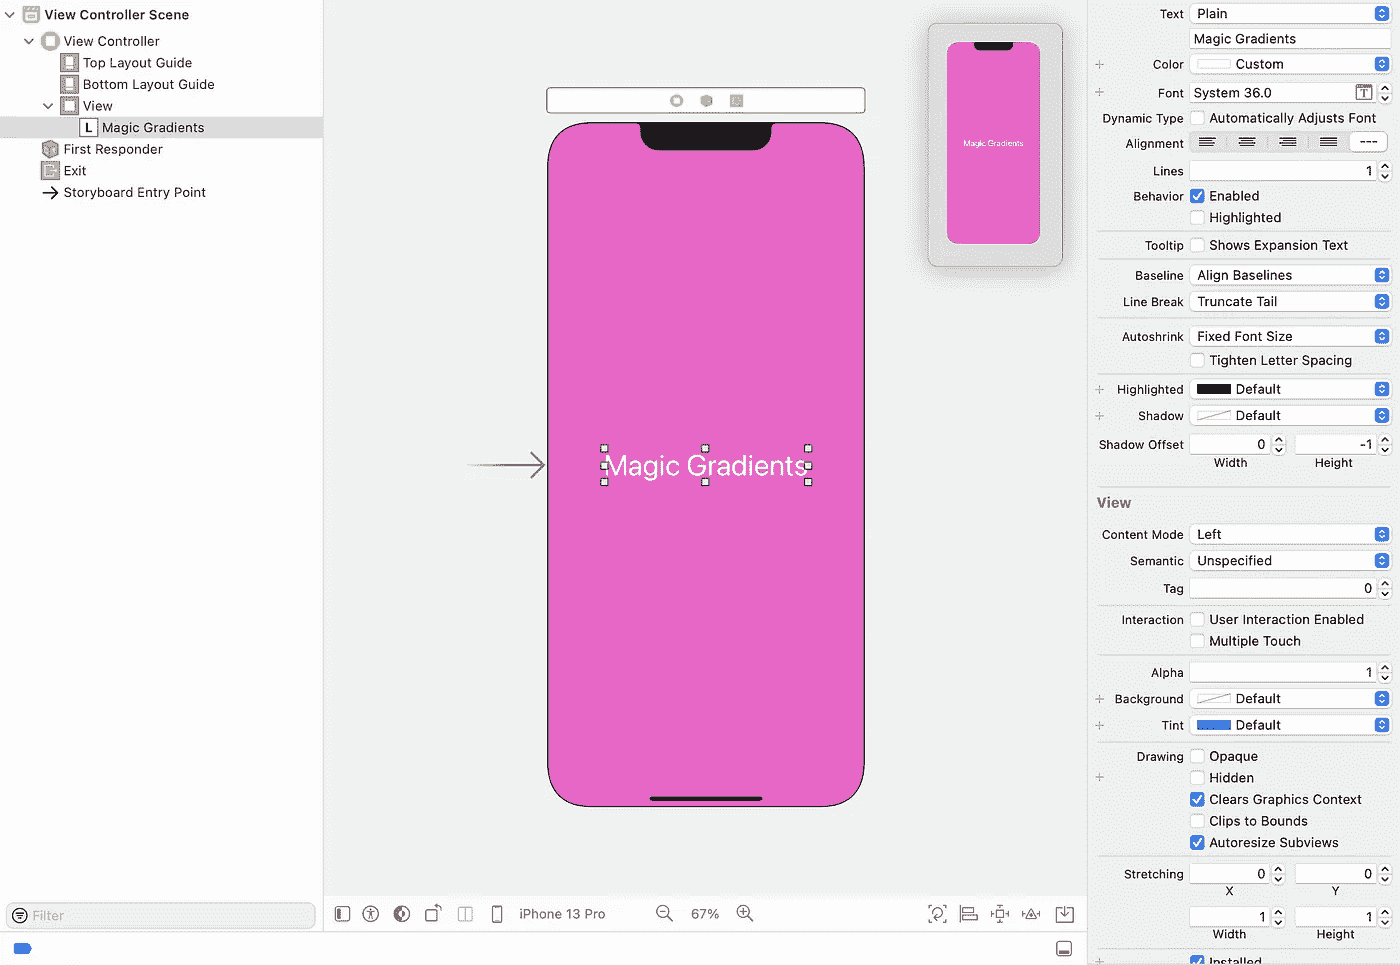 View Controller Scene
View Controller
Top Layout Guide
Bottom Layout Guide
View
L Magic Gradients
First Responder
Exit
Storyboard Entry Point
Filter
Magic Gradients
Magic Gradients
iPhone 13 Pro
67%
Text Plain
Magic Gradients
Color Custom
Font System 36.0 T
Dynamic Type Automatically Adjusts Font
Alignment ---
Lines 1
Behavior Enabled
Highlighted
Tooltip Shows Expansion Text
Baseline Align Baselines
Line Break Truncate Tail
Autoshrink Fixed Font Size
Tighten Letter Spacing
Highlighted Default
Shadow Default
Shadow Offset 0 -1
Width Height
View
Content Mode Left
Semantic Unspecified
Tag 0
Interaction User Interaction Enabled
Multiple Touch
Alpha 1
Background Default
Tint Default
Drawing Opaque
Hidden
Clears Graphics Context
Clips to Bounds
Autoresize Subviews
Stretching 0 0
X Y
1 1
Width Height
Installed